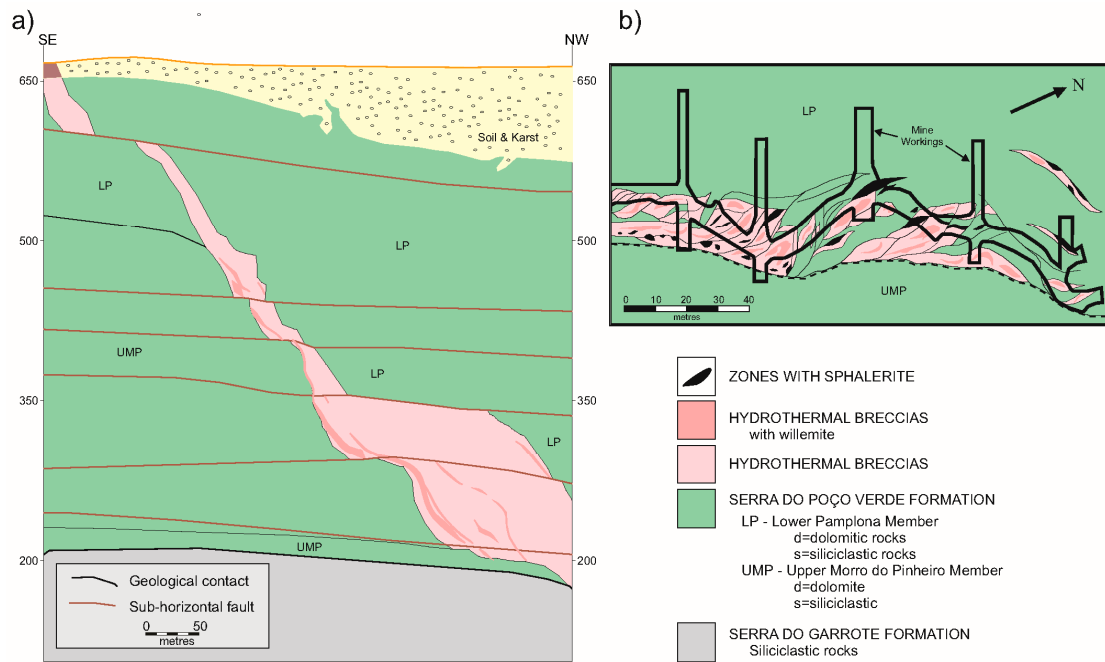 a)
SE
NW
650
650
Soil & Karst
LP
500
LP
500
UMP
LP
350
350
LP
200
UMP
200
Geological contact
Sub-horizontal fault
0 50
metres
b)
LP
N
Mine
Workings
UMP
0 10 20 30 40
metres
ZONES WITH SPHALERITE
HYDROTHERMAL BRECCIAS
with willemite
HYDROTHERMAL BRECCIAS
SERRA DO POÇO VERDE FORMATION
LP - Lower Pamplona Member
d=dolomitic rocks
s=siliciclastic rocks
UMP - Upper Morro do Pinheiro Member
d=dolomite
s=siliciclastic
SERRA DO GARROTE FORMATION
Siliciclastic rocks